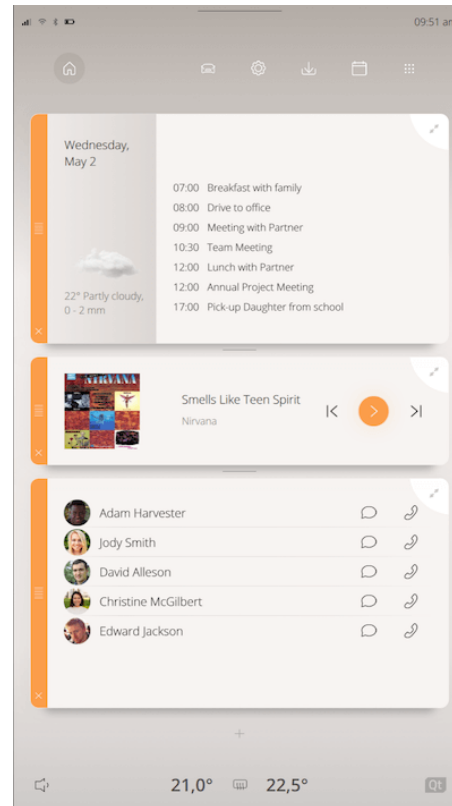 09:51 am
Wednesday,
May 2
22° Partly cloudy,
0 - 2 mm
07:00 Breakfast with family
08:00 Drive to office
09:00 Meeting with Partner
10:30 Team Meeting
12:00 Lunch with Partner
12:00 Annual Project Meeting
17:00 Pick-up Daughter from school
NIRVANA
Smells Like Teen Spirit
Nirvana
Adam Harvester
Jody Smith
David Alleson
Christine McGilbert
Edward Jackson
21,0° 22,5°
Qt